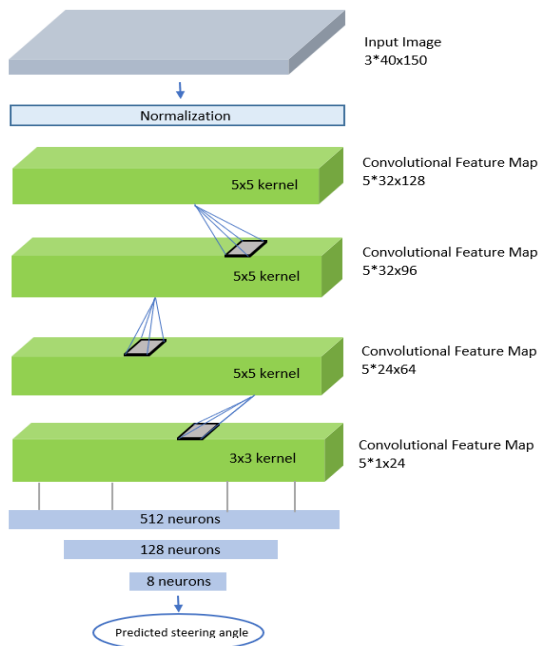 Input Image
3*40x150
Normalization
Convolutional Feature Map
5*32x128
5x5 kernel
Convolutional Feature Map
5*32x96
5x5 kernel
Convolutional Feature Map
5*24x64
5x5 kernel
Convolutional Feature Map
5*1x24
3x3 kernel
512 neurons
128 neurons
8 neurons
Predicted steering angle